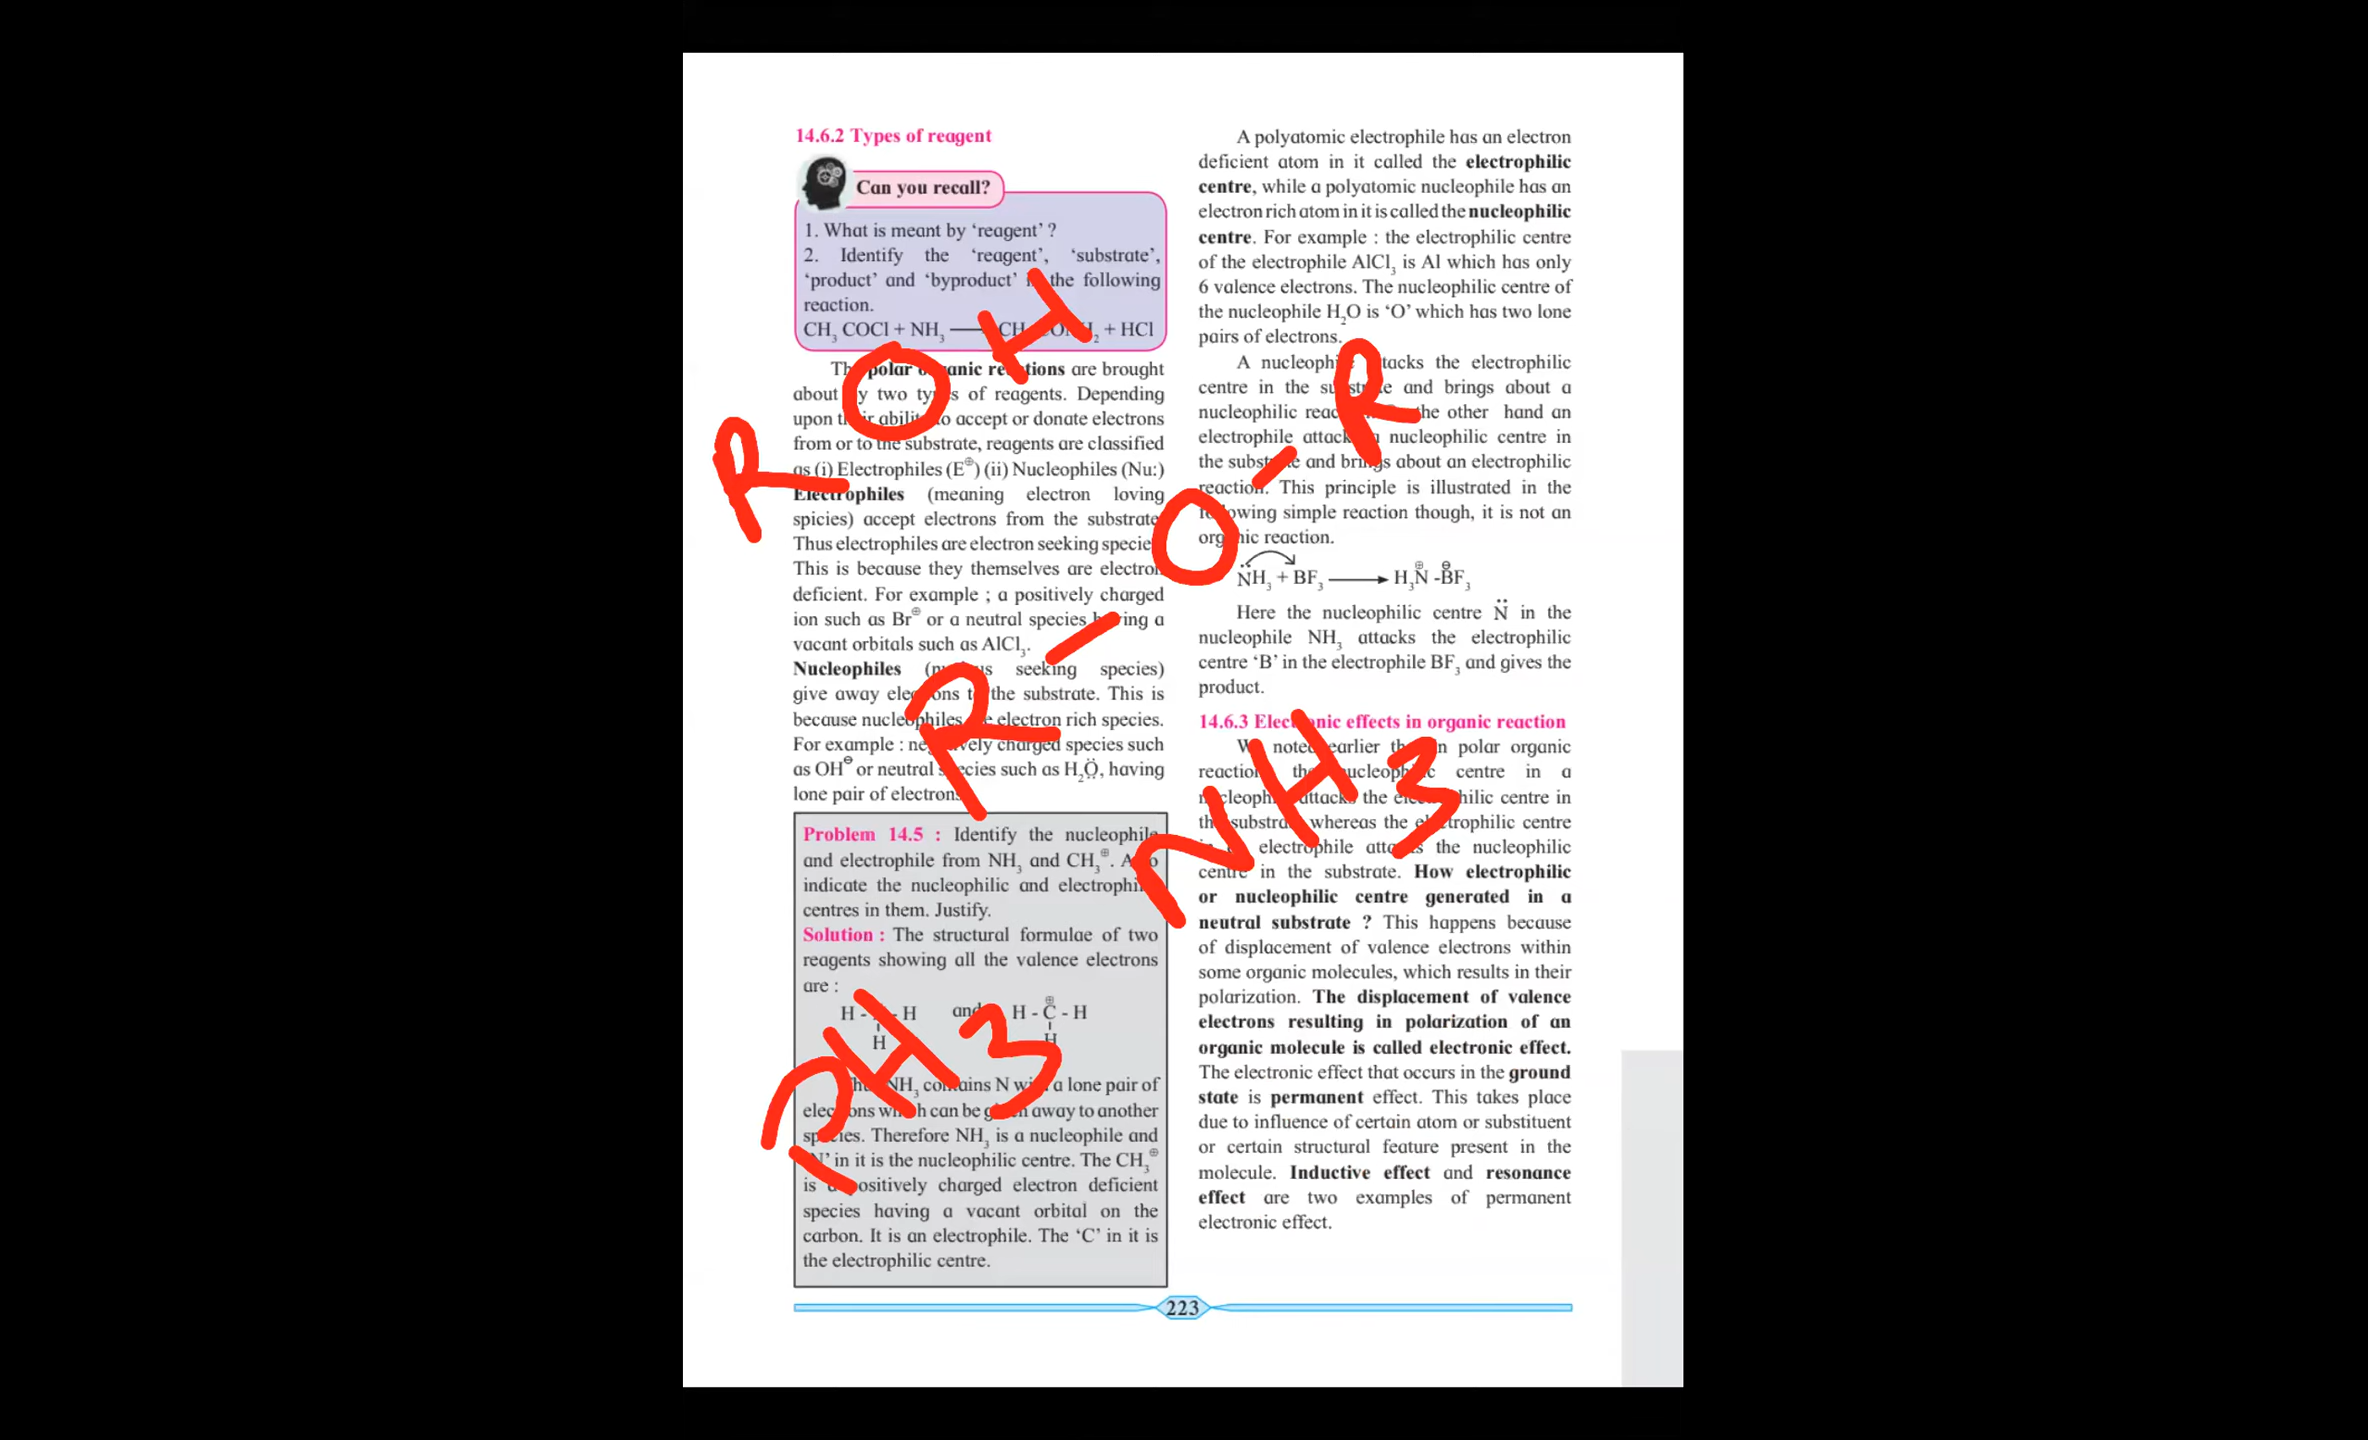 14.6.2 Types of reagent
Can you recall?
1. What is meant by ‘reagent’ ?
2. Identify the ‘reagent’, ‘substrate’,
‘product’ and ‘byproduct’ the following
reaction.
CH₃ COCl + NH₃ ⟶ + HCl
polar are brought
about two of reagents. Depending
upon accept or donate electrons
from or to the substrate, reagents are classified
as (i) Electrophiles (E⊕) (ii) Nucleophiles (Nu:)
Electrophiles (meaning electron loving
spicies) accept electrons from the substrate
Thus electrophiles are electron seeking
This is because they themselves are
deficient. For example ; a positively charged
ion such as Br⊕ or a neutral species a
vacant orbitals such as AlCl₃.
Nucleophiles seeking species)
give away the substrate. This is
because nucleophiles electron rich species.
For example : charged species such
as OH⊖ or neutral such as H₂Ö, having
lone pair of electrons
Problem 14.5 : Identify the nucleophile
and electrophile from NH₃ and CH₃⊕.
indicate the nucleophilic and
centres in them. Justify.
Solution : The structural formulae of two
reagents showing all the valence electrons
are :
H - - H and H - C⊕ - H
H H
NH₃ contains N a lone pair of
can be away to another
species. Therefore NH₃ is a nucleophile and
in it is the nucleophilic centre. The CH₃⊕
is positively charged electron deficient
species having a vacant orbital on the
carbon. It is an electrophile. The ‘C’ in it is
the electrophilic centre.
A polyatomic electrophile has an electron
deficient atom in it called the electrophilic
centre, while a polyatomic nucleophile has an
electron rich atom in it is called the nucleophilic
centre. For example : the electrophilic centre
of the electrophile AlCl₃ is Al which has only
6 valence electrons. The nucleophilic centre of
the nucleophile H₂O is ‘O’ which has two lone
pairs of electrons.
A the electrophilic
centre in the and brings about a
nucleophilic the other hand an
electrophile nucleophilic centre in
the and brings about an electrophilic
reaction. This principle is illustrated in the
following simple reaction though, it is not an
organic reaction.
N̈H₃ + BF₃ ⟶ H₃N⊕ -B⊖F₃
Here the nucleophilic centre N̈ in the
nucleophile NH₃ attacks the electrophilic
centre ‘B’ in the electrophile BF₃ and gives the
product.
14.6.3 Electronic effects in organic reaction
earlier polar organic
centre in a
the centre in
substrate whereas the electrophilic centre
electrophile the nucleophilic
centre in the substrate. How electrophilic
or nucleophilic centre generated in a
neutral substrate ? This happens because
of displacement of valence electrons within
some organic molecules, which results in their
polarization. The displacement of valence
electrons resulting in polarization of an
organic molecule is called electronic effect.
The electronic effect that occurs in the ground
state is permanent effect. This takes place
due to influence of certain atom or substituent
or certain structural feature present in the
molecule. Inductive effect and resonance
effect are two examples of permanent
electronic effect.
223
ROH
R-O-R
NH3
PH3